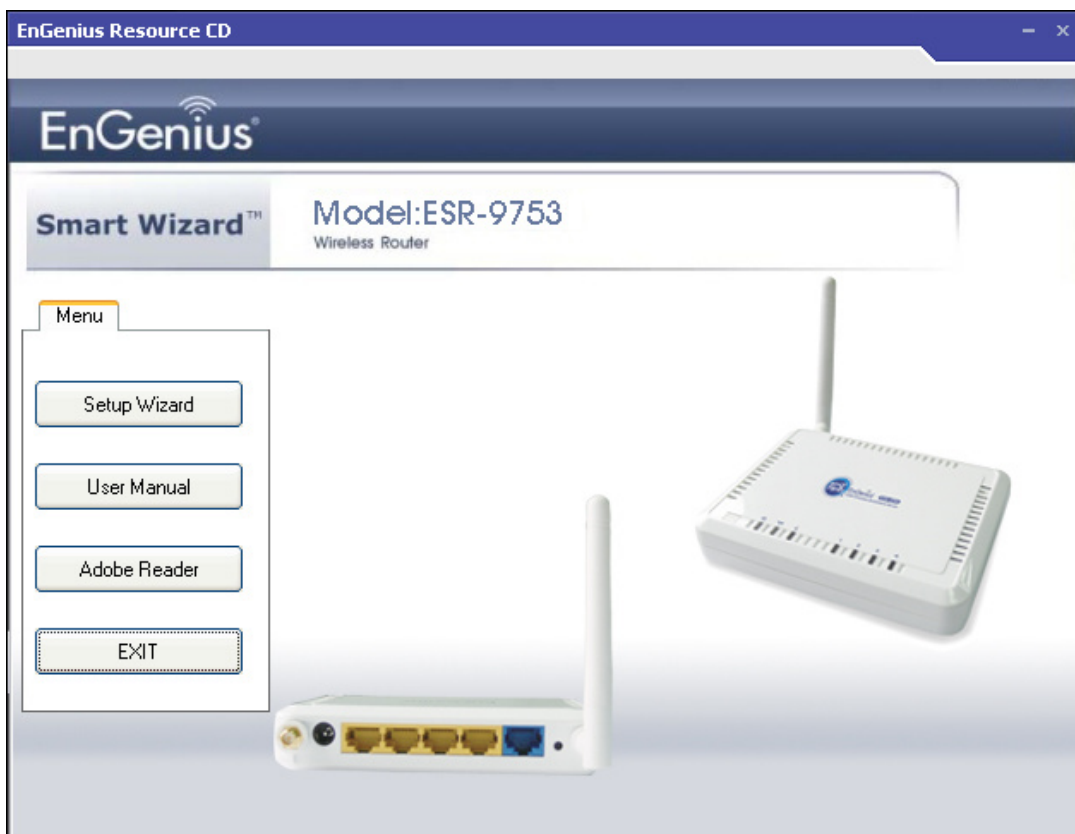 EnGenius Resource CD
EnGenius®
Smart Wizard™
Model:ESR-9753
Wireless Router
Menu
Setup Wizard
User Manual
Adobe Reader
EXIT